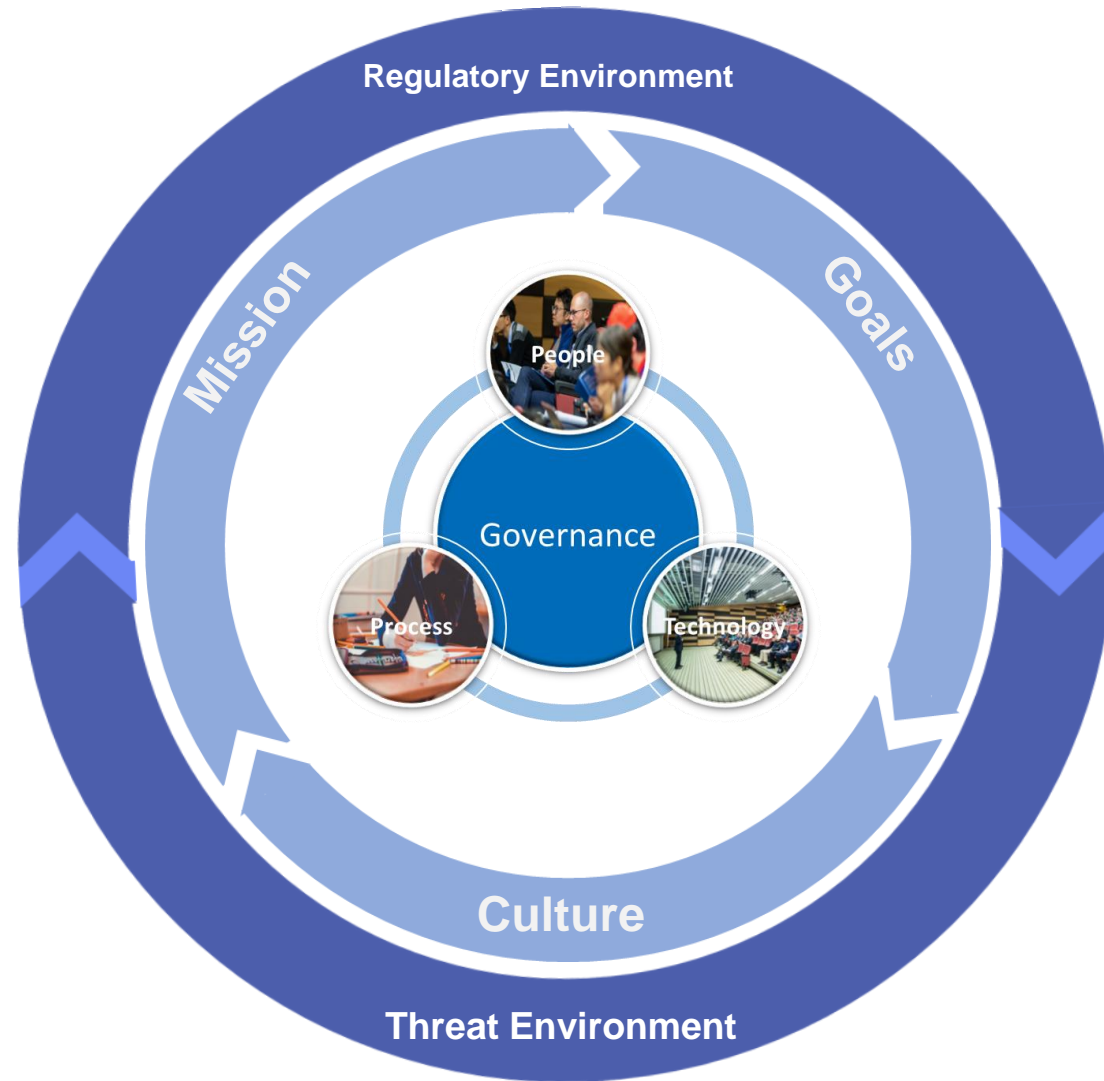 Regulatory Environment
Mission
Goals
People
Governance
Process
Technology
Culture
Threat Environment